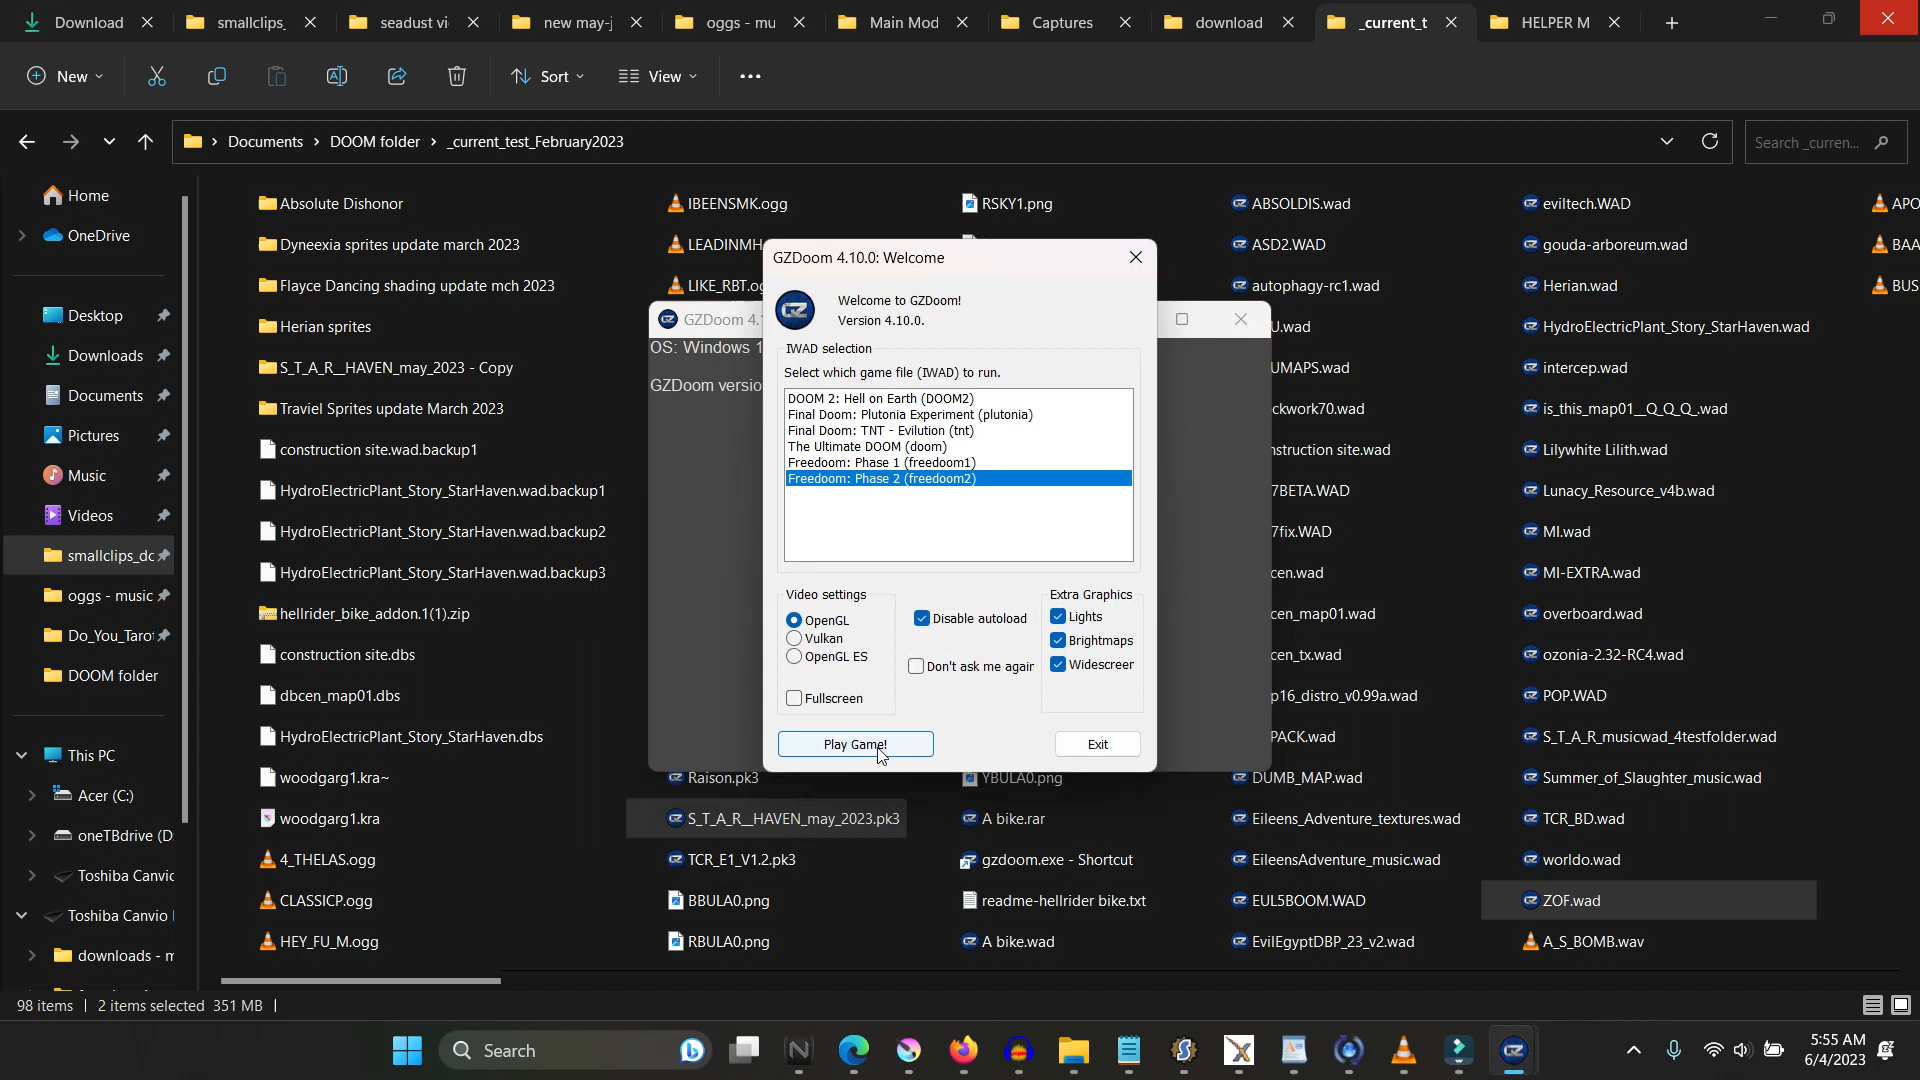 Download
smallclips_
seadust vi
new may-j
oggs - mu
Main Mod
Captures
download
_current_t
HELPER M
New
Sort
View
Documents > DOOM folder > _current_test_February2023
Search _curren...
Home
OneDrive
Desktop
Downloads
Documents
Pictures
Music
Videos
smallclips_dc
oggs - music
Do_You_Tarot
DOOM folder
This PC
Acer (C:)
oneTBdrive (D
Toshiba Canvic
Toshiba Canvio
downloads - m
Absolute Dishonor
Dyneexia sprites update march 2023
Flayce Dancing shading update mch 2023
Herian sprites
S_T_A_R__HAVEN_may_2023 - Copy
Traviel Sprites update March 2023
construction site.wad.backup1
HydroElectricPlant_Story_StarHaven.wad.backup1
HydroElectricPlant_Story_StarHaven.wad.backup2
HydroElectricPlant_Story_StarHaven.wad.backup3
hellrider_bike_addon.1(1).zip
construction site.dbs
dbcen_map01.dbs
HydroElectricPlant_Story_StarHaven.dbs
woodgarg1.kra~
woodgarg1.kra
4_THELAS.ogg
CLASSICP.ogg
HEY_FU_M.ogg
IBEENSMK.ogg
LEADINMH
LIKE_RBT.og
Raison.pk3
S_T_A_R__HAVEN_may_2023.pk3
TCR_E1_V1.2.pk3
BBULA0.png
RBULA0.png
RSKY1.png
YBULA0.png
A bike.rar
gzdoom.exe - Shortcut
readme-hellrider bike.txt
A bike.wad
ABSOLDIS.wad
ASD2.WAD
autophagy-rc1.wad
U.wad
UMAPS.wad
ckwork70.wad
struction site.wad
7BETA.WAD
7fix.WAD
cen.wad
cen_map01.wad
cen_tx.wad
p16_distro_v0.99a.wad
PACK.wad
DUMB_MAP.wad
Eileens_Adventure_textures.wad
EileensAdventure_music.wad
EUL5BOOM.WAD
EvilEgyptDBP_23_v2.wad
eviltech.WAD
gouda-arboreum.wad
Herian.wad
HydroElectricPlant_Story_StarHaven.wad
intercep.wad
is_this_map01__Q_Q_Q_.wad
Lilywhite Lilith.wad
Lunacy_Resource_v4b.wad
MI.wad
MI-EXTRA.wad
overboard.wad
ozonia-2.32-RC4.wad
POP.WAD
S_T_A_R_musicwad_4testfolder.wad
Summer_of_Slaughter_music.wad
TCR_BD.wad
worldo.wad
ZOF.wad
A_S_BOMB.wav
APO
BAA
BUS
GZDoom 4.1
OS: Windows 1
GZDoom versio
GZDoom 4.10.0: Welcome
Welcome to GZDoom!
Version 4.10.0.
IWAD selection
Select which game file (IWAD) to run.
DOOM 2: Hell on Earth (DOOM2)
Final Doom: Plutonia Experiment (plutonia)
Final Doom: TNT - Evilution (tnt)
The Ultimate DOOM (doom)
Freedoom: Phase 1 (freedoom1)
Freedoom: Phase 2 (freedoom2)
Video settings
OpenGL
Vulkan
OpenGL ES
Fullscreen
Disable autoload
Don't ask me again
Extra Graphics
Lights
Brightmaps
Widescreen
Play Game!
Exit
98 items | 2 items selected 351 MB |
Search
5:55 AM
6/4/2023